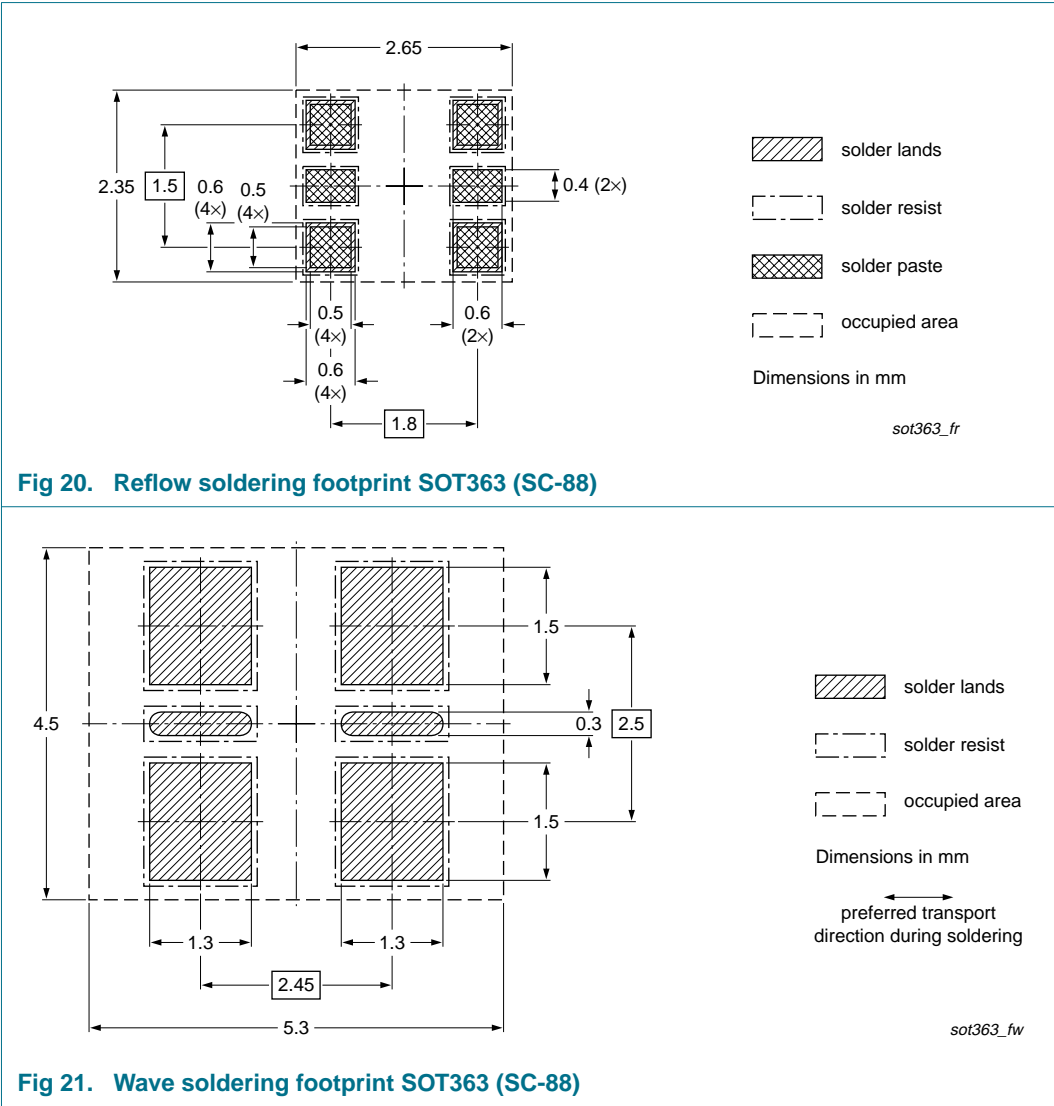 2.65
solder lands
2.35 1.5 0.6 0.5 0.4 (2×)
(4×) (4×)
solder resist
solder paste
0.5 0.6
(4×) (2×)
occupied area
0.6
(4×)
Dimensions in mm
1.8
sot363_fr
Fig 20. Reflow soldering footprint SOT363 (SC-88)
1.5
solder lands
4.5 0.3 2.5
solder resist
occupied area
1.5
Dimensions in mm
preferred transport
direction during soldering
1.3 1.3
2.45
5.3
sot363_fw
Fig 21. Wave soldering footprint SOT363 (SC-88)